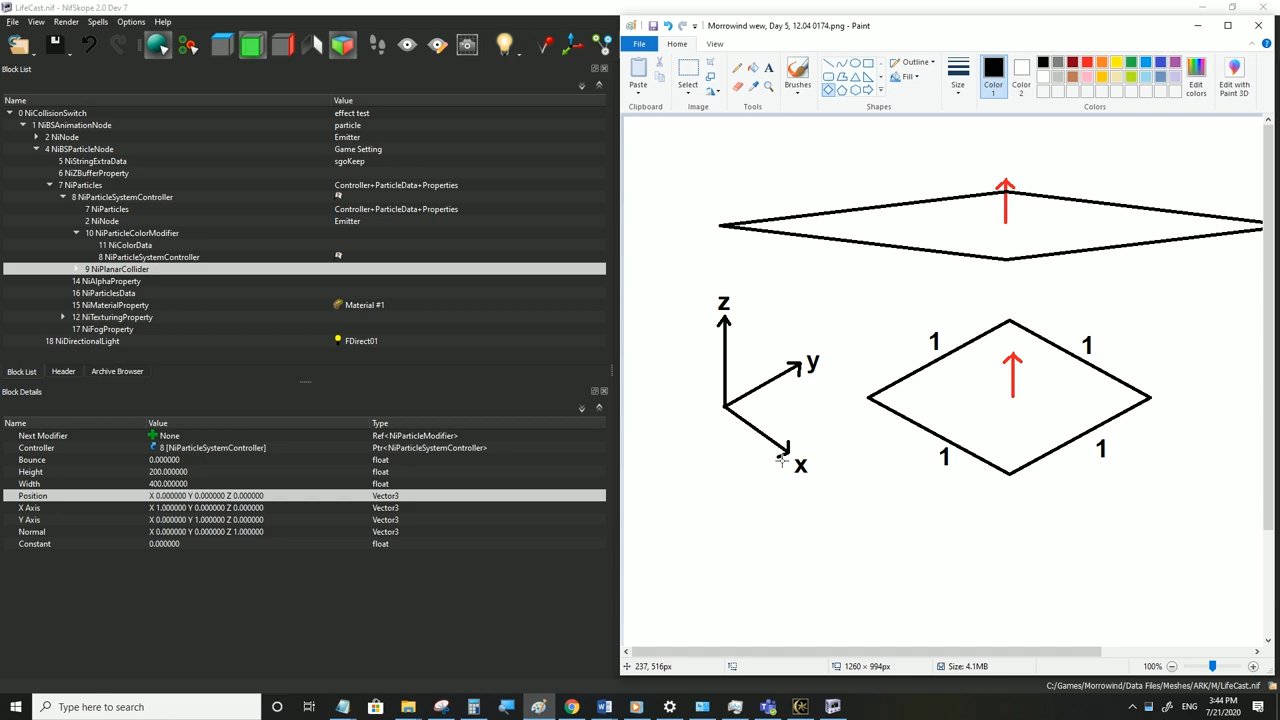 LifeCast.nif - NifSkope 2.0 Dev 7
File View Render Spells Options Help
Block List
Name Value
0 NiCollisionSwitch effect test
1 NiBSAnimationNode particle
2 NiNode Emitter
4 NiBSParticleNode Game Setting
5 NiStringExtraData sgoKeep
6 NiZBufferProperty
7 NiParticles Controller+ParticleData+Properties
8 NiParticleSystemController
7 NiParticles Controller+ParticleData+Properties
2 NiNode Emitter
10 NiParticleColorModifier
11 NiColorData
8 NiParticleSystemController
9 NiPlanarCollider
14 NiAlphaProperty
16 NiParticlesData
15 NiMaterialProperty Material #1
12 NiTexturingProperty
17 NiFogProperty
18 NiDirectionalLight FDirect01
Block List Header Archive Browser
Block Details
Name Value Type
Next Modifier None Ref<NiParticleModifier>
Controller 8 [NiParticleSystemController] Ptr<NiParticleSystemController>
Bounce 0.000000 float
Height 200.000000 float
Width 400.000000 float
Position X 0.000000 Y 0.000000 Z 0.000000 Vector3
X Axis X 1.000000 Y 0.000000 Z 0.000000 Vector3
Y Axis X 0.000000 Y 1.000000 Z 0.000000 Vector3
Normal X 0.000000 Y 0.000000 Z 1.000000 Vector3
Constant 0.000000 float
Morrowind wew, Day 5, 12.04 0174.png - Paint
File Home View
Paste Select Brushes Outline Fill Size Color 1 Color 2 Edit colors Edit with Paint 3D
Clipboard Image Tools Shapes Colors
z
y
x
1 1
1 1
237, 516px 1260 × 994px Size: 4.1MB 100%
C:/Games/Morrowind/Data Files/Meshes/ARK/M/LifeCast.nif
Type here to search
ENG
3:44 PM
7/21/2020